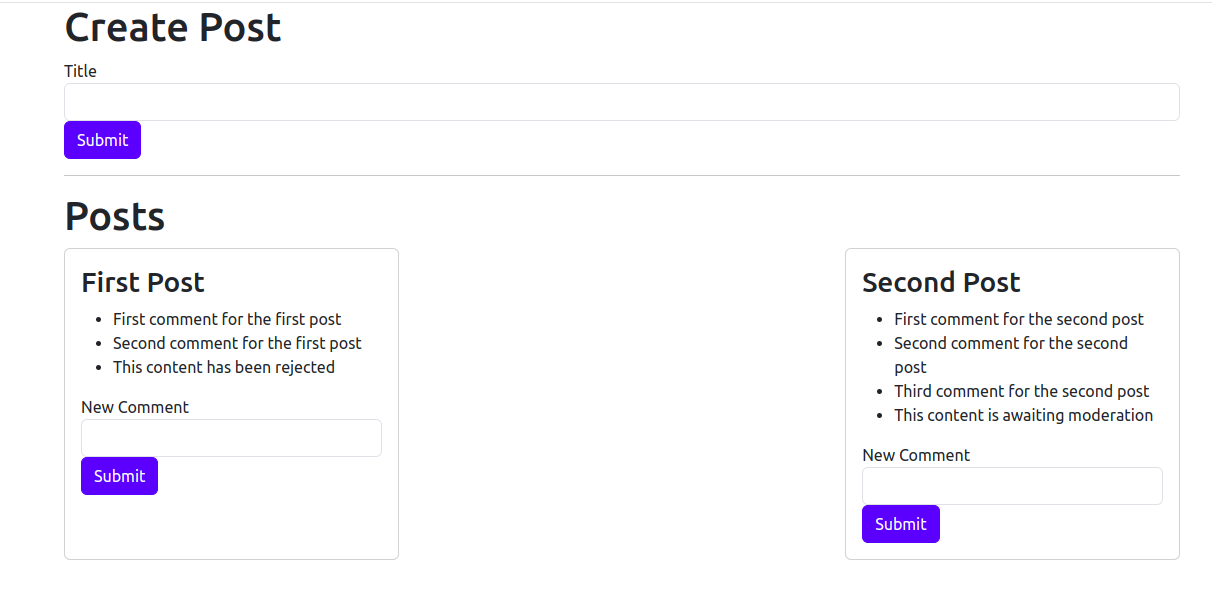 Create Post
Title
Submit
Posts
First Post
First comment for the first post
Second comment for the first post
This content has been rejected
New Comment
Submit
Second Post
First comment for the second post
Second comment for the second
post
Third comment for the second post
This content is awaiting moderation
New Comment
Submit